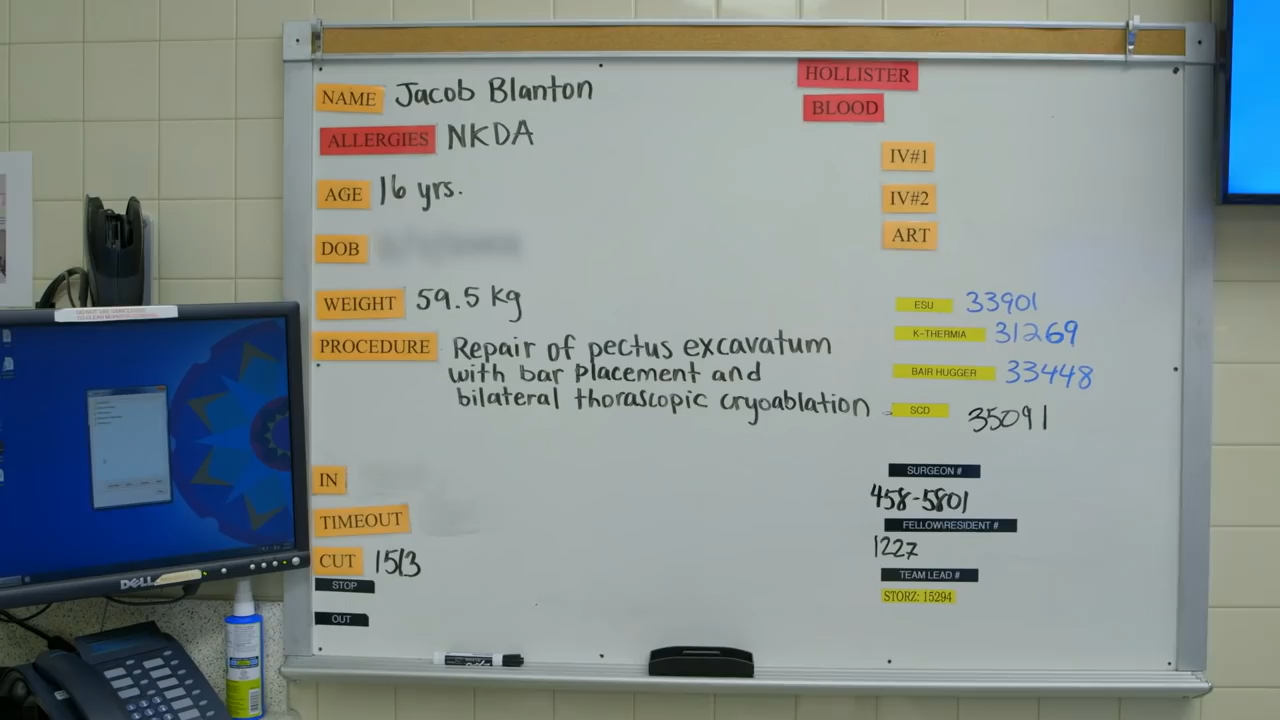 NAME Jacob Blanton
ALLERGIES NKDA
AGE 16 yrs.
DOB
WEIGHT 59.5 kg
PROCEDURE Repair of pectus excavatum
with bar placement and
bilateral thorascopic cryoablation
IN
TIMEOUT
CUT 1513
STOP
OUT
HOLLISTER
BLOOD
IV#1
IV#2
ART
ESU 33901
K-THERMIA 31269
BAIR HUGGER 33448
SCD 35091
SURGEON #
458-5801
FELLOW\RESIDENT #
1227
TEAM LEAD #
STORZ: 15294
DELL